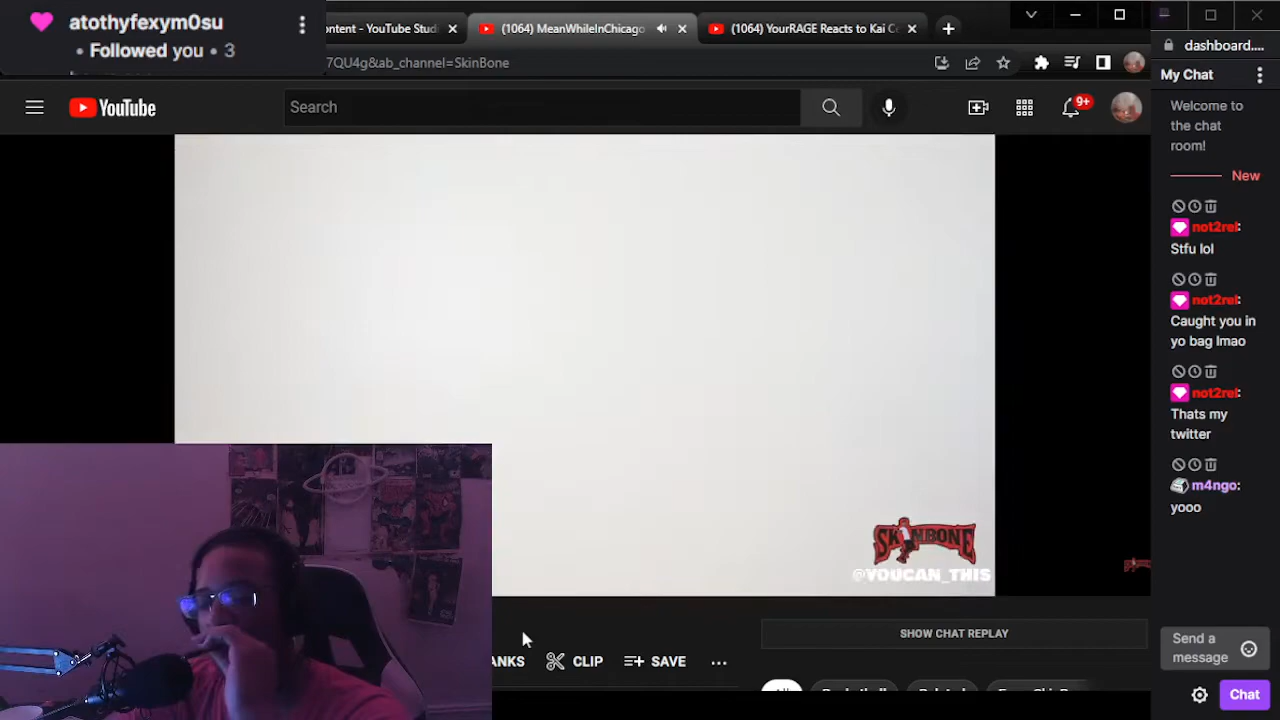 atothyfexym0su
• Followed you • 3
ontent - YouTube Stud
(1064) MeanWhileInChicago
(1064) YourRAGE Reacts to Kai Ce
7QU4g&ab_channel=SkinBone
dashboard....
YouTube
Search
9+
My Chat
Welcome to
the chat
room!
New
not2rel:
Stfu lol
not2rel:
Caught you in
yo bag lmao
not2rel:
Thats my
twitter
m4ngo:
yooo
SKINBONE
@YOUCAN_THIS
SHOW CHAT REPLAY
ANKS
CLIP
SAVE
Send a
message
Chat